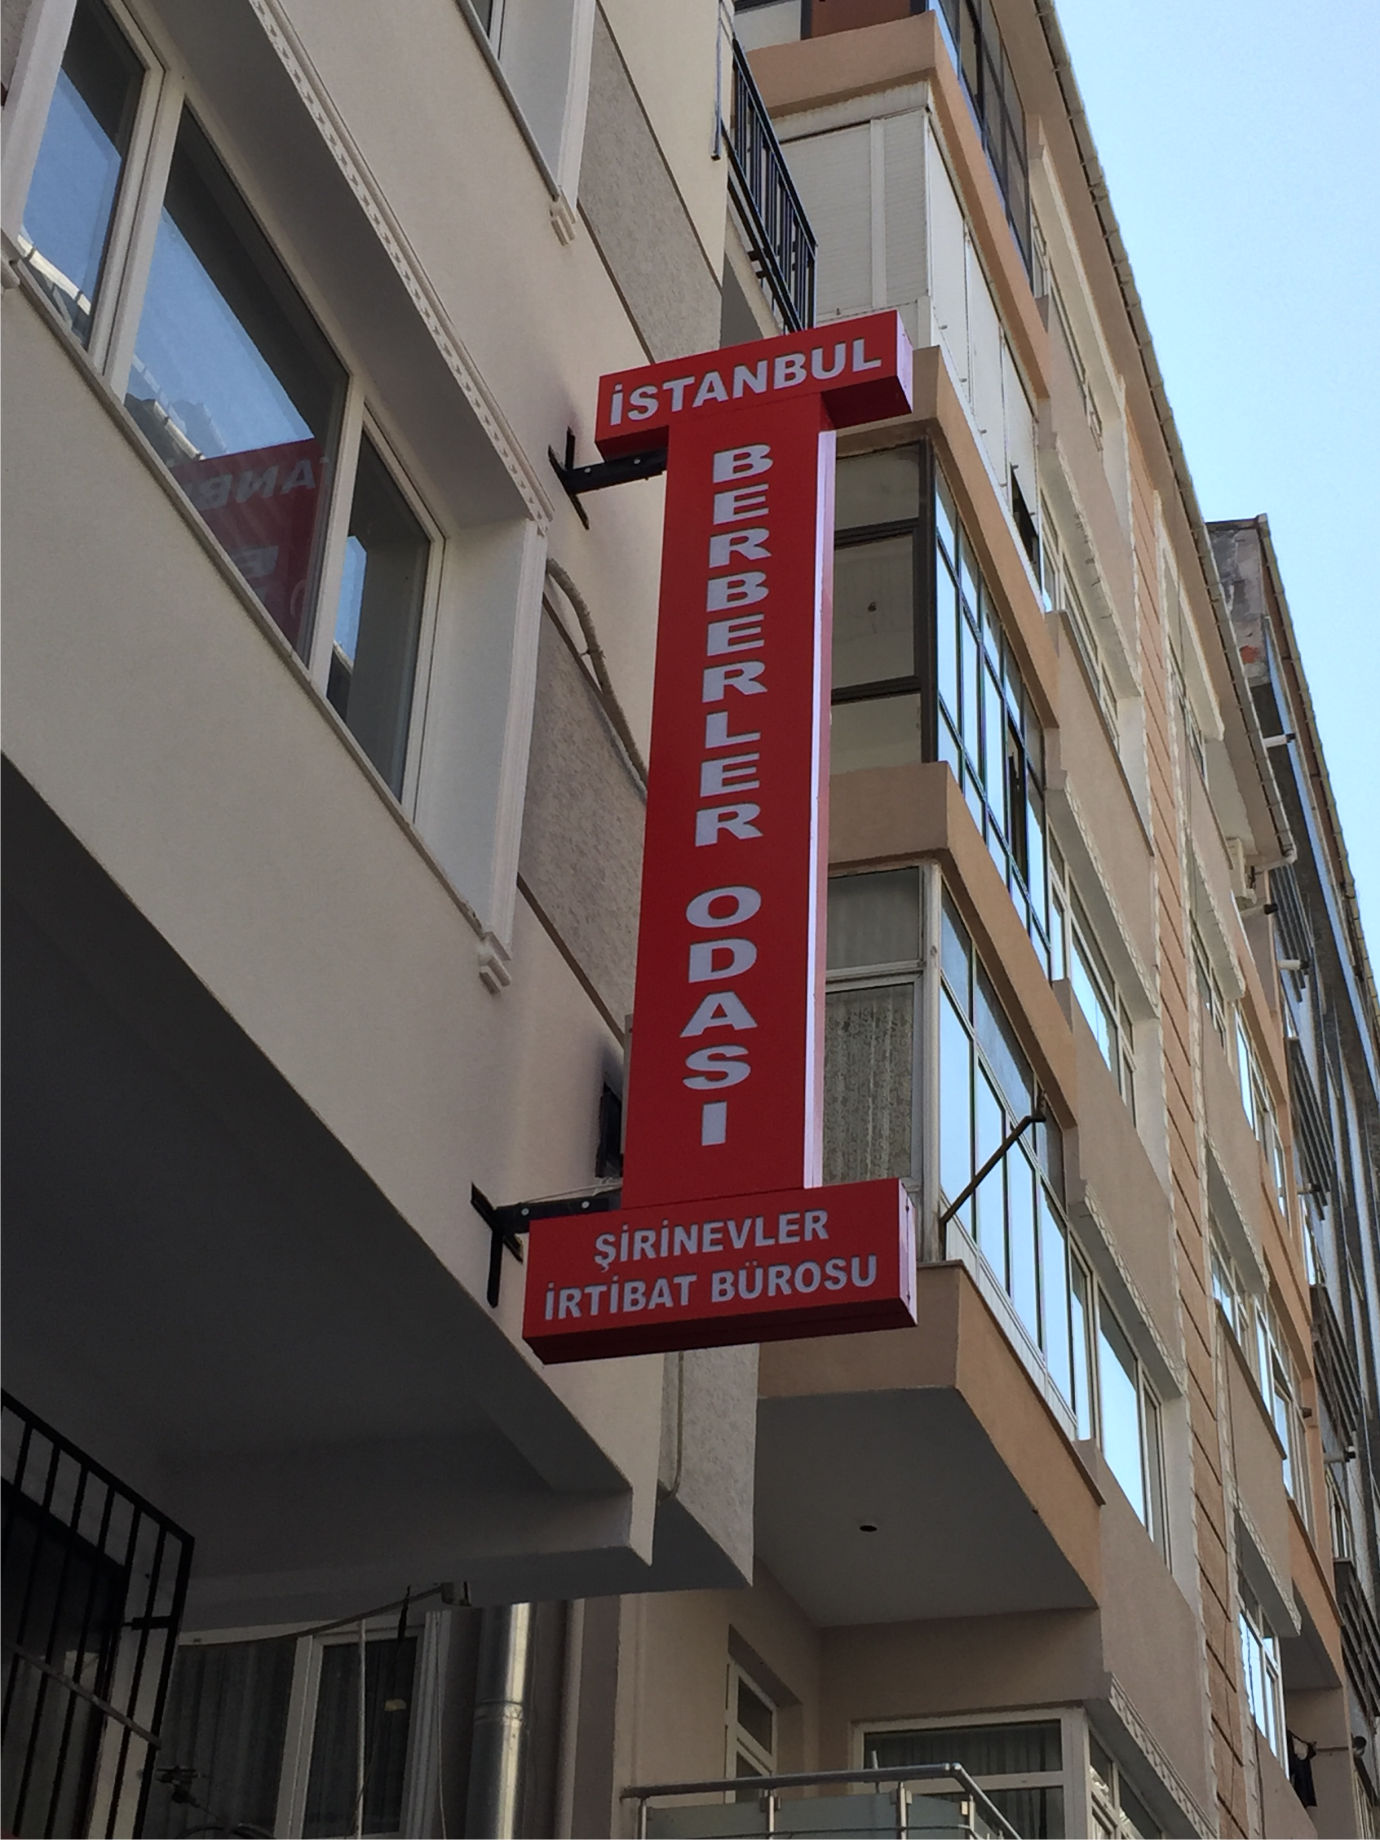 İSTANBUL
BERBERLER ODASI
ŞİRİNEVLER
İRTİBAT BÜROSU